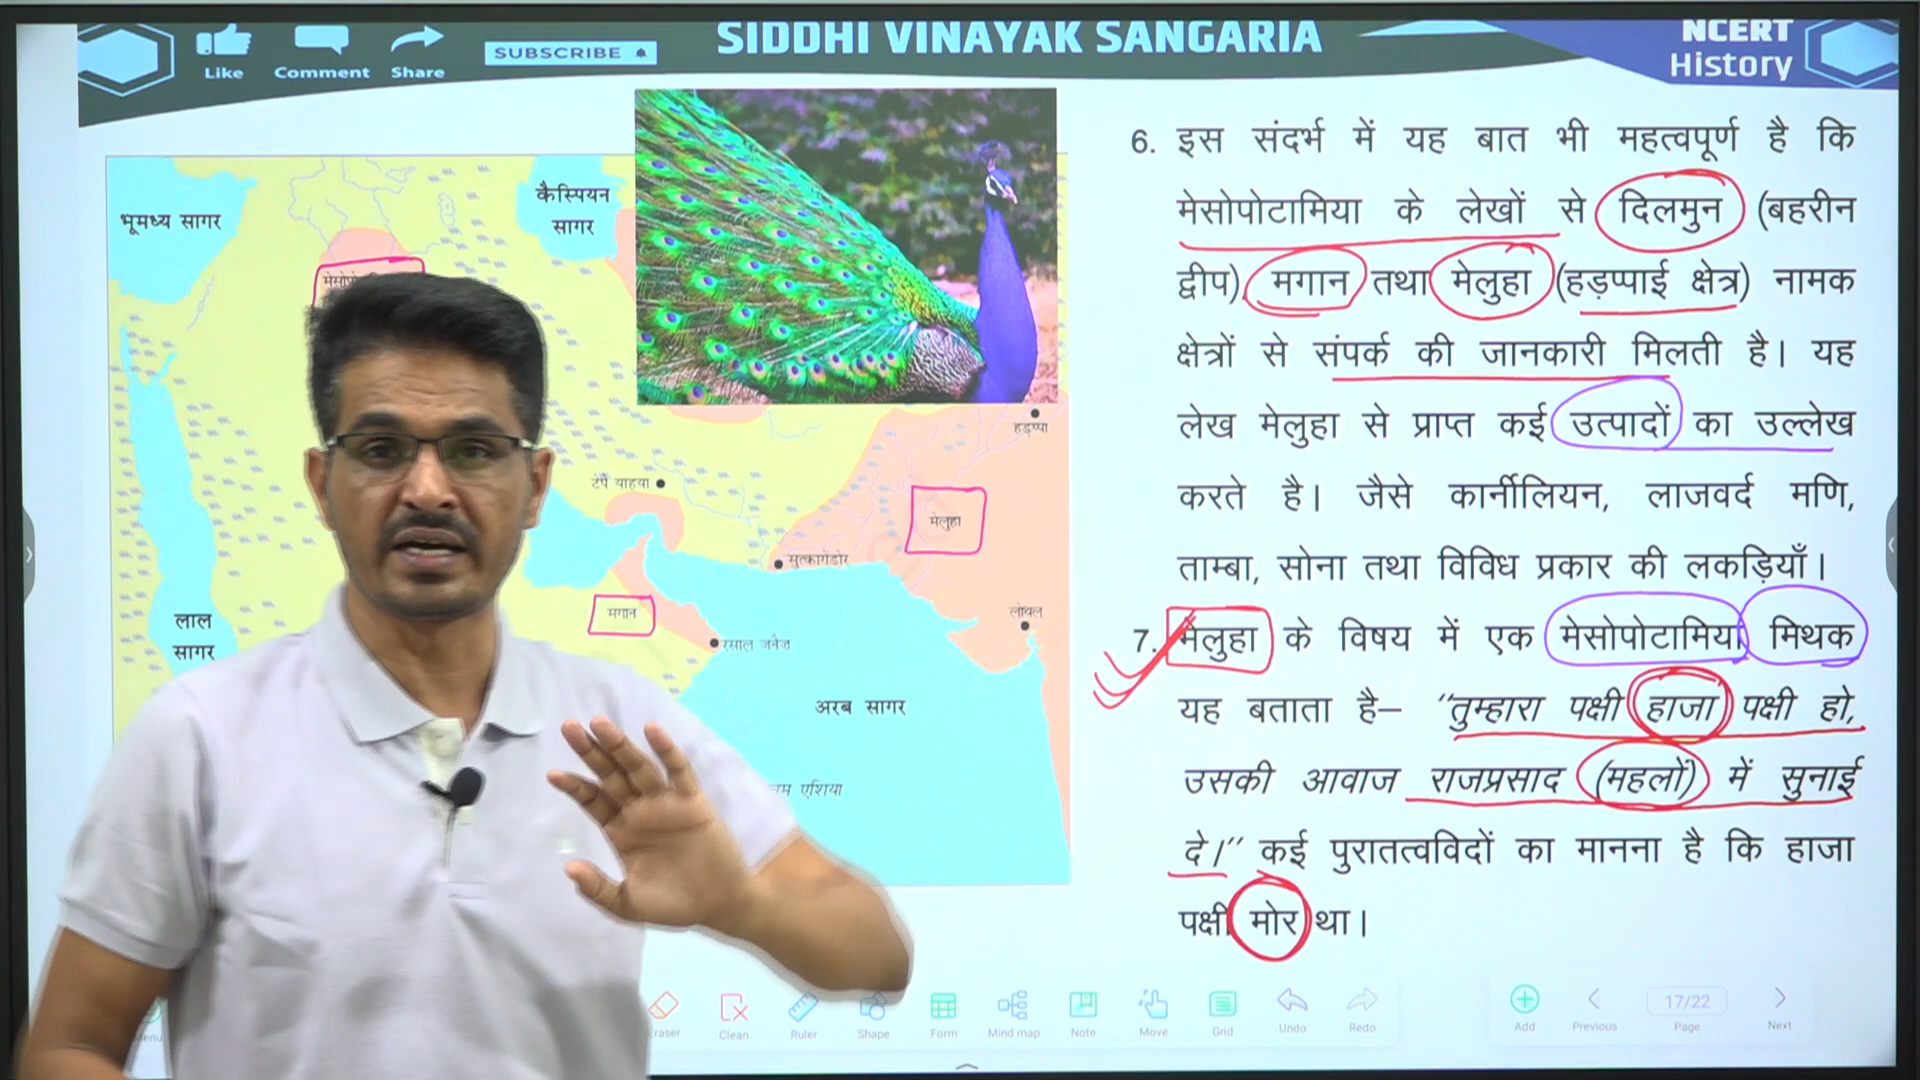 SIDDHI VINAYAK SANGARIA
NCERT
History
Like
Comment
Share
SUBSCRIBE
6. इस संदर्भ में यह बात भी महत्वपूर्ण है कि
मेसोपोटामिया के लेखों से दिलमुन (बहरीन
द्वीप), मगान तथा मेलुहा (हड़प्पाई क्षेत्र) नामक
क्षेत्रों से संपर्क की जानकारी मिलती है। यह
लेख मेलुहा से प्राप्त कई उत्पादों का उल्लेख
करते है। जैसे कार्नीलियन, लाजवर्द मणि,
ताम्बा, सोना तथा विविध प्रकार की लकड़ियाँ।
7. मेलुहा के विषय में एक मेसोपोटामिया मिथक
यह बताता है– "तुम्हारा पक्षी हाजा पक्षी हो,
उसकी आवाज राजप्रसाद (महलों) में सुनाई
दे।" कई पुरातत्वविदों का मानना है कि हाजा
पक्षी मोर था।
भूमध्य सागर
कैस्पियन
सागर
हड़प्पा
टेपे याहया
मेलुहा
सुत्कागेंडोर
मगान
लोथल
रसाल जनैज
लाल
सागर
अरब सागर
एशिया
Clean
Ruler
Shape
Form
Mind map
Note
Move
Grid
Undo
Redo
Add
Previous
17/22
Page
Next